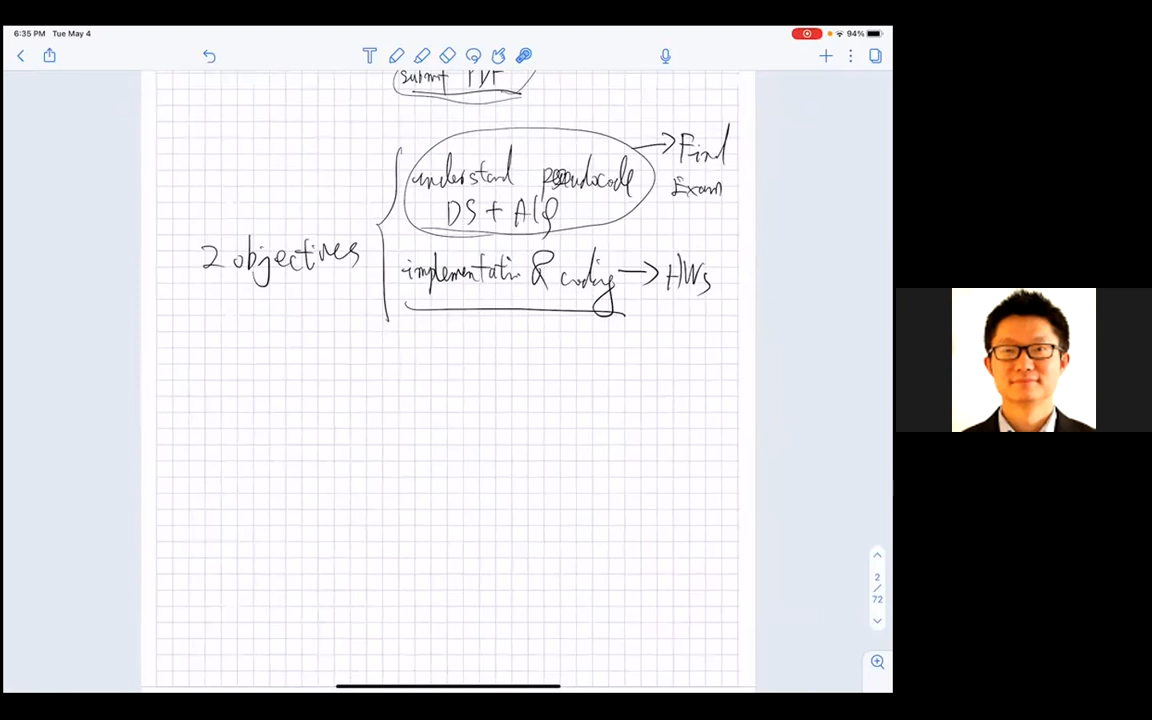 6:35 PM Tue May 4
94%
submit PDF
understand pseudocode
DS + Alg
→ Final
Exam
2 objectives
implementatin & coding → HWs
2
/
72